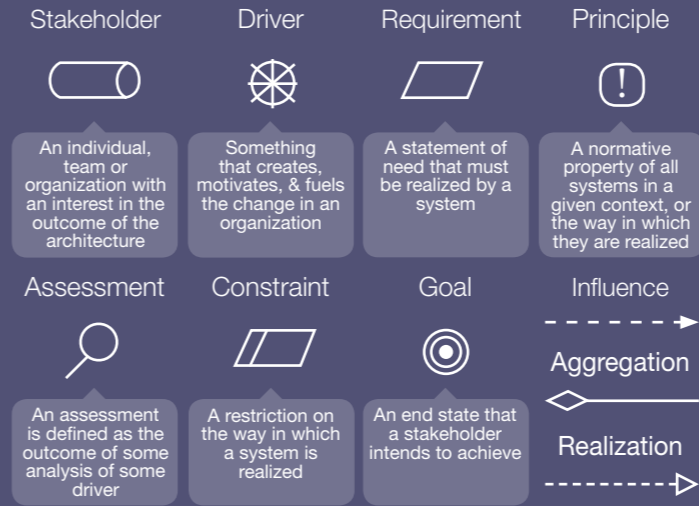 Stakeholder
Driver
Requirement
Principle
!
An individual,
team or
organization with
an interest in the
outcome of the
architecture
Something
that creates,
motivates, & fuels
the change in an
organization
A statement of
need that must
be realized by a
system
A normative
property of all
systems in a
given context, or
the way in which
they are realized
Assessment
Constraint
Goal
Influence
Aggregation
Realization
An assessment
is defined as the
outcome of some
analysis of some
driver
A restriction on
the way in which
a system is
realized
An end state that
a stakeholder
intends to achieve